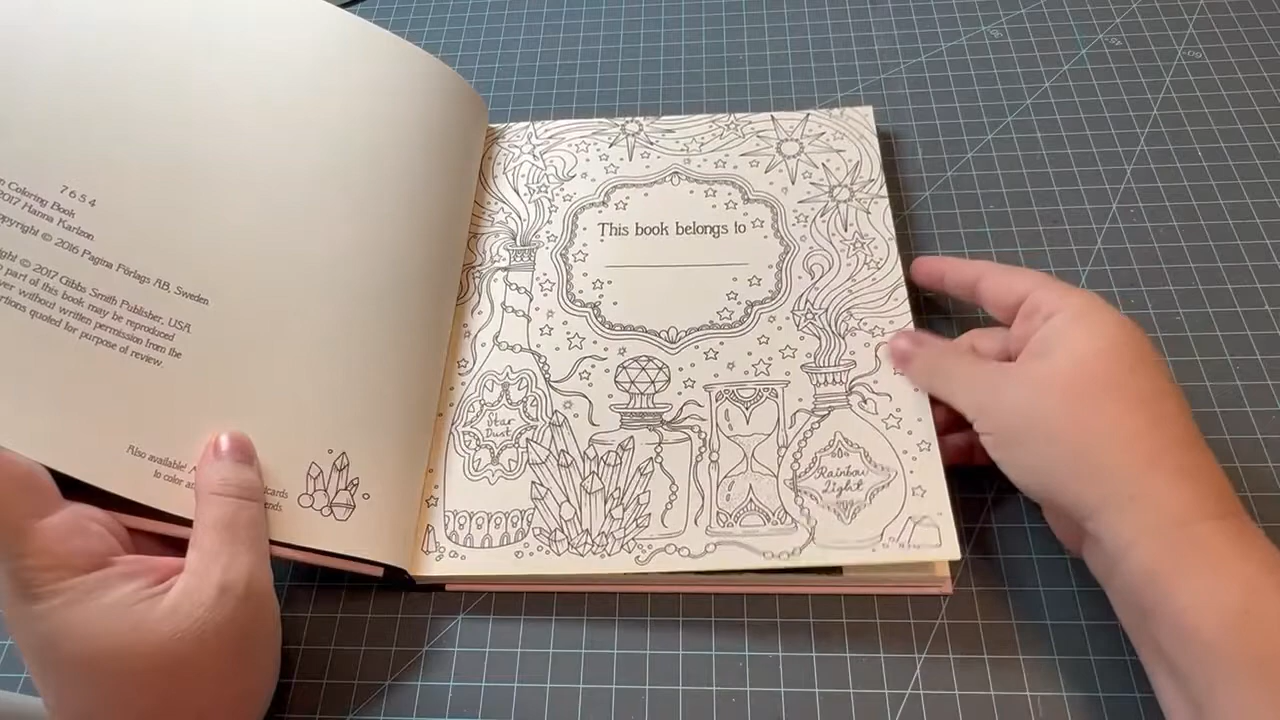 7 6 5 4
n Coloring Book
2017 Hanna Karlzon
opyright © 2016 Pagina Förlags AB, Sweden
ght © 2017 Gibbs Smith Publisher, USA
part of this book may be reproduced
ver without written permission from the
rtions quoted for purpose of review.
Also available! A
to color a
This book belongs to
Star
Dust
Rainbow
Light